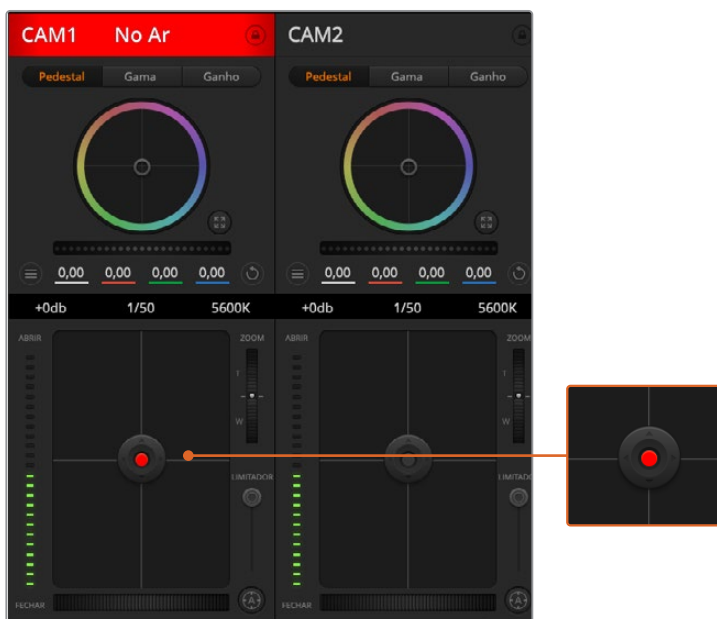 CAM1 No Ar
CAM2
Pedestal Gama Ganho
Pedestal Gama Ganho
0,00 0,00 0,00 0,00
0,00 0,00 0,00 0,00
+0db 1/50 5600K
+0db 1/50 5600K
ABRIR ZOOM
ABRIR ZOOM
T
T
W
W
LIMITADOR
LIMITADO
FECHAR A
FECHAR A